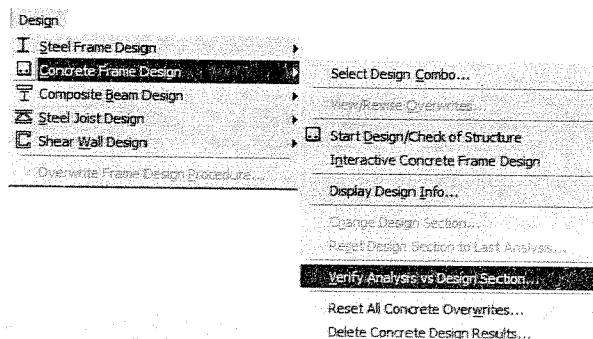 Design
Steel Frame Design
Concrete Frame Design
Composite Beam Design
Steel Joist Design
Shear Wall Design
Overwrite Frame Design Procedure...
Select Design Combo...
View/Revise Overwrites...
Start Design/Check of Structure
Interactive Concrete Frame Design
Display Design Info...
Change Design Section...
Reset Design Section to Last Analysis...
Verify Analysis vs Design Section...
Reset All Concrete Overwrites...
Delete Concrete Design Results...